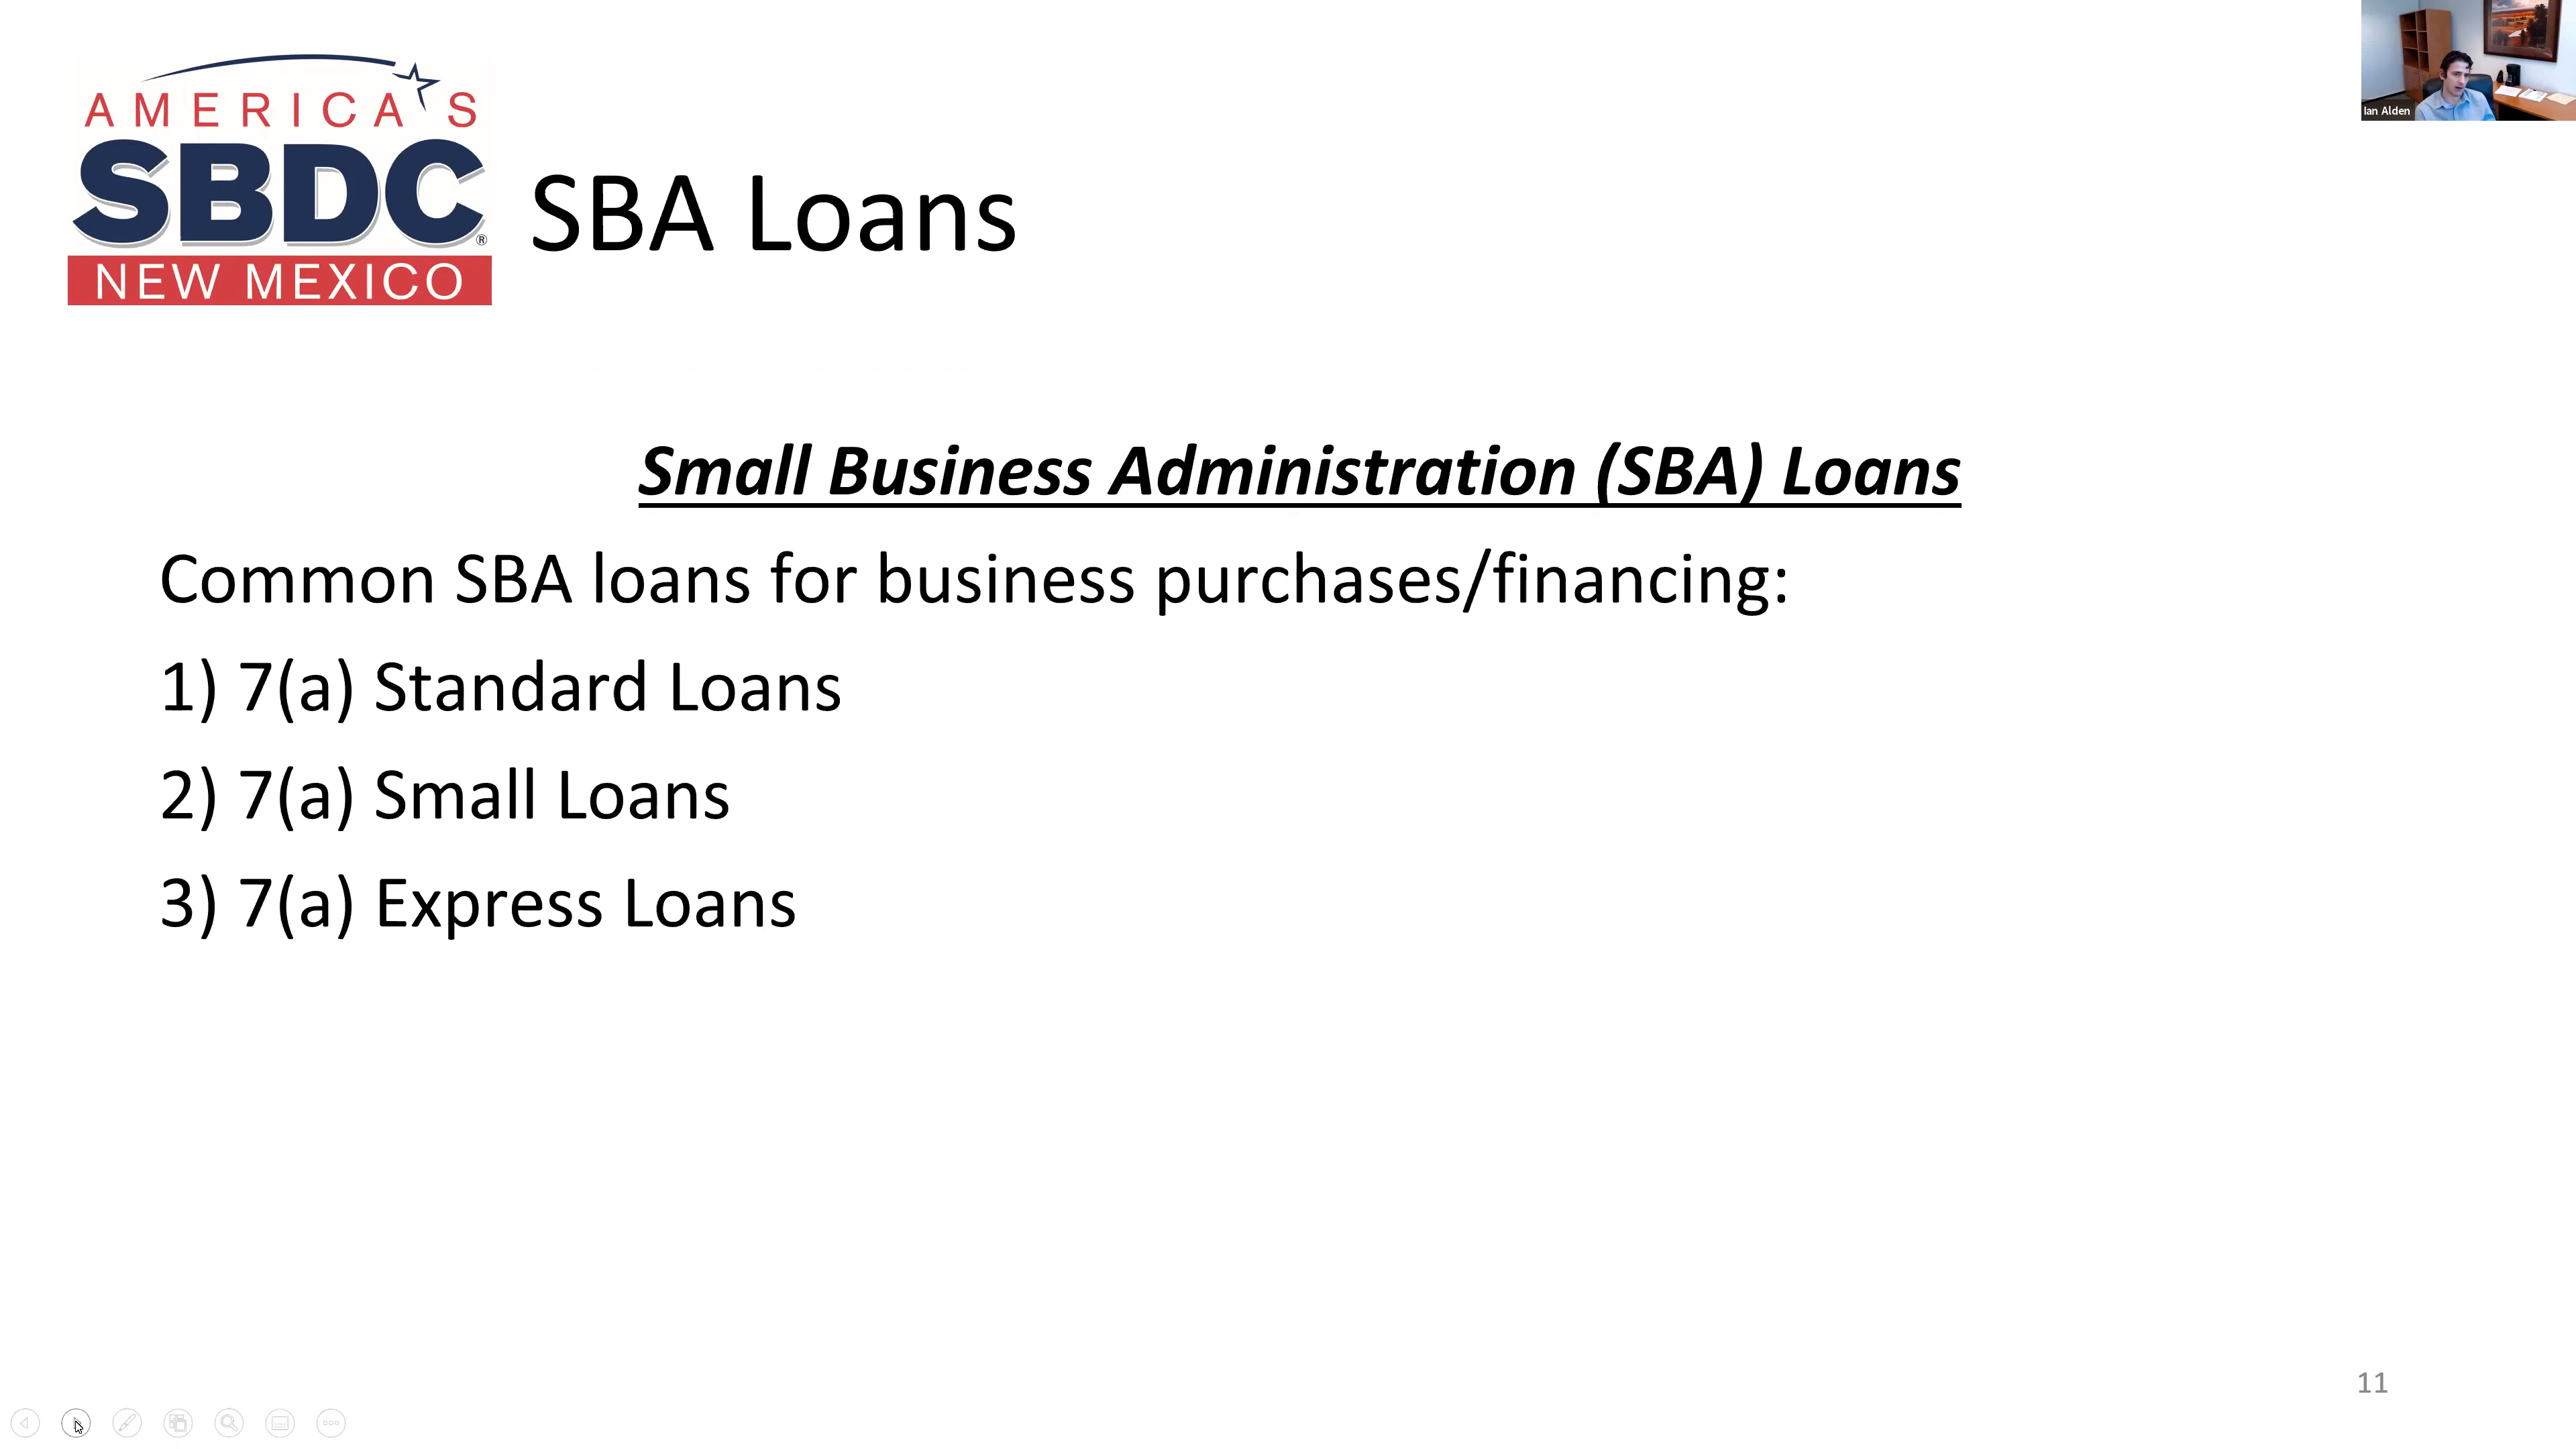 AMERICA'S
SBDC®
NEW MEXICO
SBA Loans
Ian Alden
Small Business Administration (SBA) Loans
Common SBA loans for business purchases/financing:
1) 7(a) Standard Loans
2) 7(a) Small Loans
3) 7(a) Express Loans
11